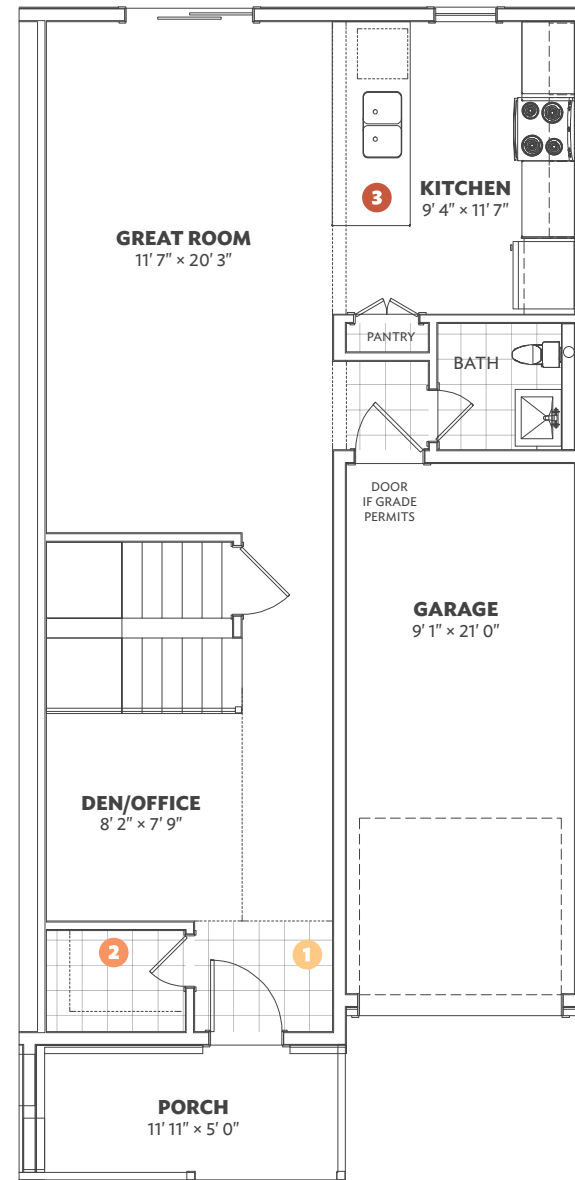 3
KITCHEN
9' 4" × 11' 7"
GREAT ROOM
11' 7" × 20' 3"
PANTRY
BATH
DOOR
IF GRADE
PERMITS
GARAGE
9' 1" × 21' 0"
DEN/OFFICE
8' 2" × 7' 9"
2
1
PORCH
11' 11" × 5' 0"